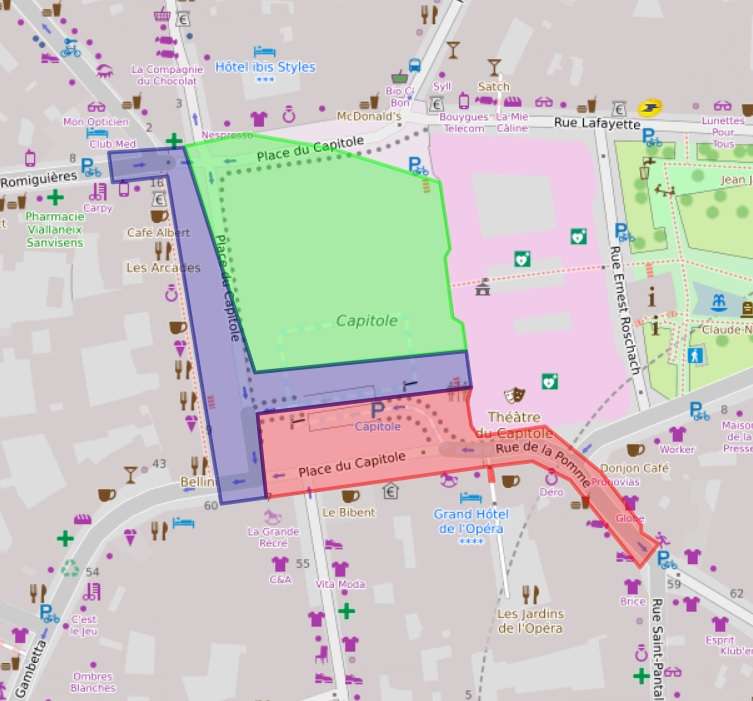 La Compagnie
du Chocolat
Hôtel ibis Styles
***
Bio C'
Bon
Syll
Satch
Mon Opticien
Club Med
3
2
McDonald's
Bouygues
Telecom
La Mie
Câline
Rue Lafayette
Lunettes
Pour
Tous
Nespresso
Place du Capitole
8
Romiguières
16
Carpy
Jean J
Pharmacie
Viallaneix
Sanvisens
Café Albert
Les Arcades
Place du Capitole
Capitole
Rue Ernest Roschach
Claude-N
P
Capitole
Théâtre
du Capitole
8
Maison
de la
Presse
Worker
43
Place du Capitole
Rue de la Pomme
Donjon Café
Pronovias
Bellini
60
Le Bibent
Dero
Grand Hôtel
de l'Opéra
****
Globe
La Grande
Récré
C&A
55
Vita Moda
54
59
62
Brice
C'est
le Jeu
Les Jardins
de l'Opéra
Rue Saint-Pantal
Esprit
Klub'en
Gambetta
Ombres
Blanches
5